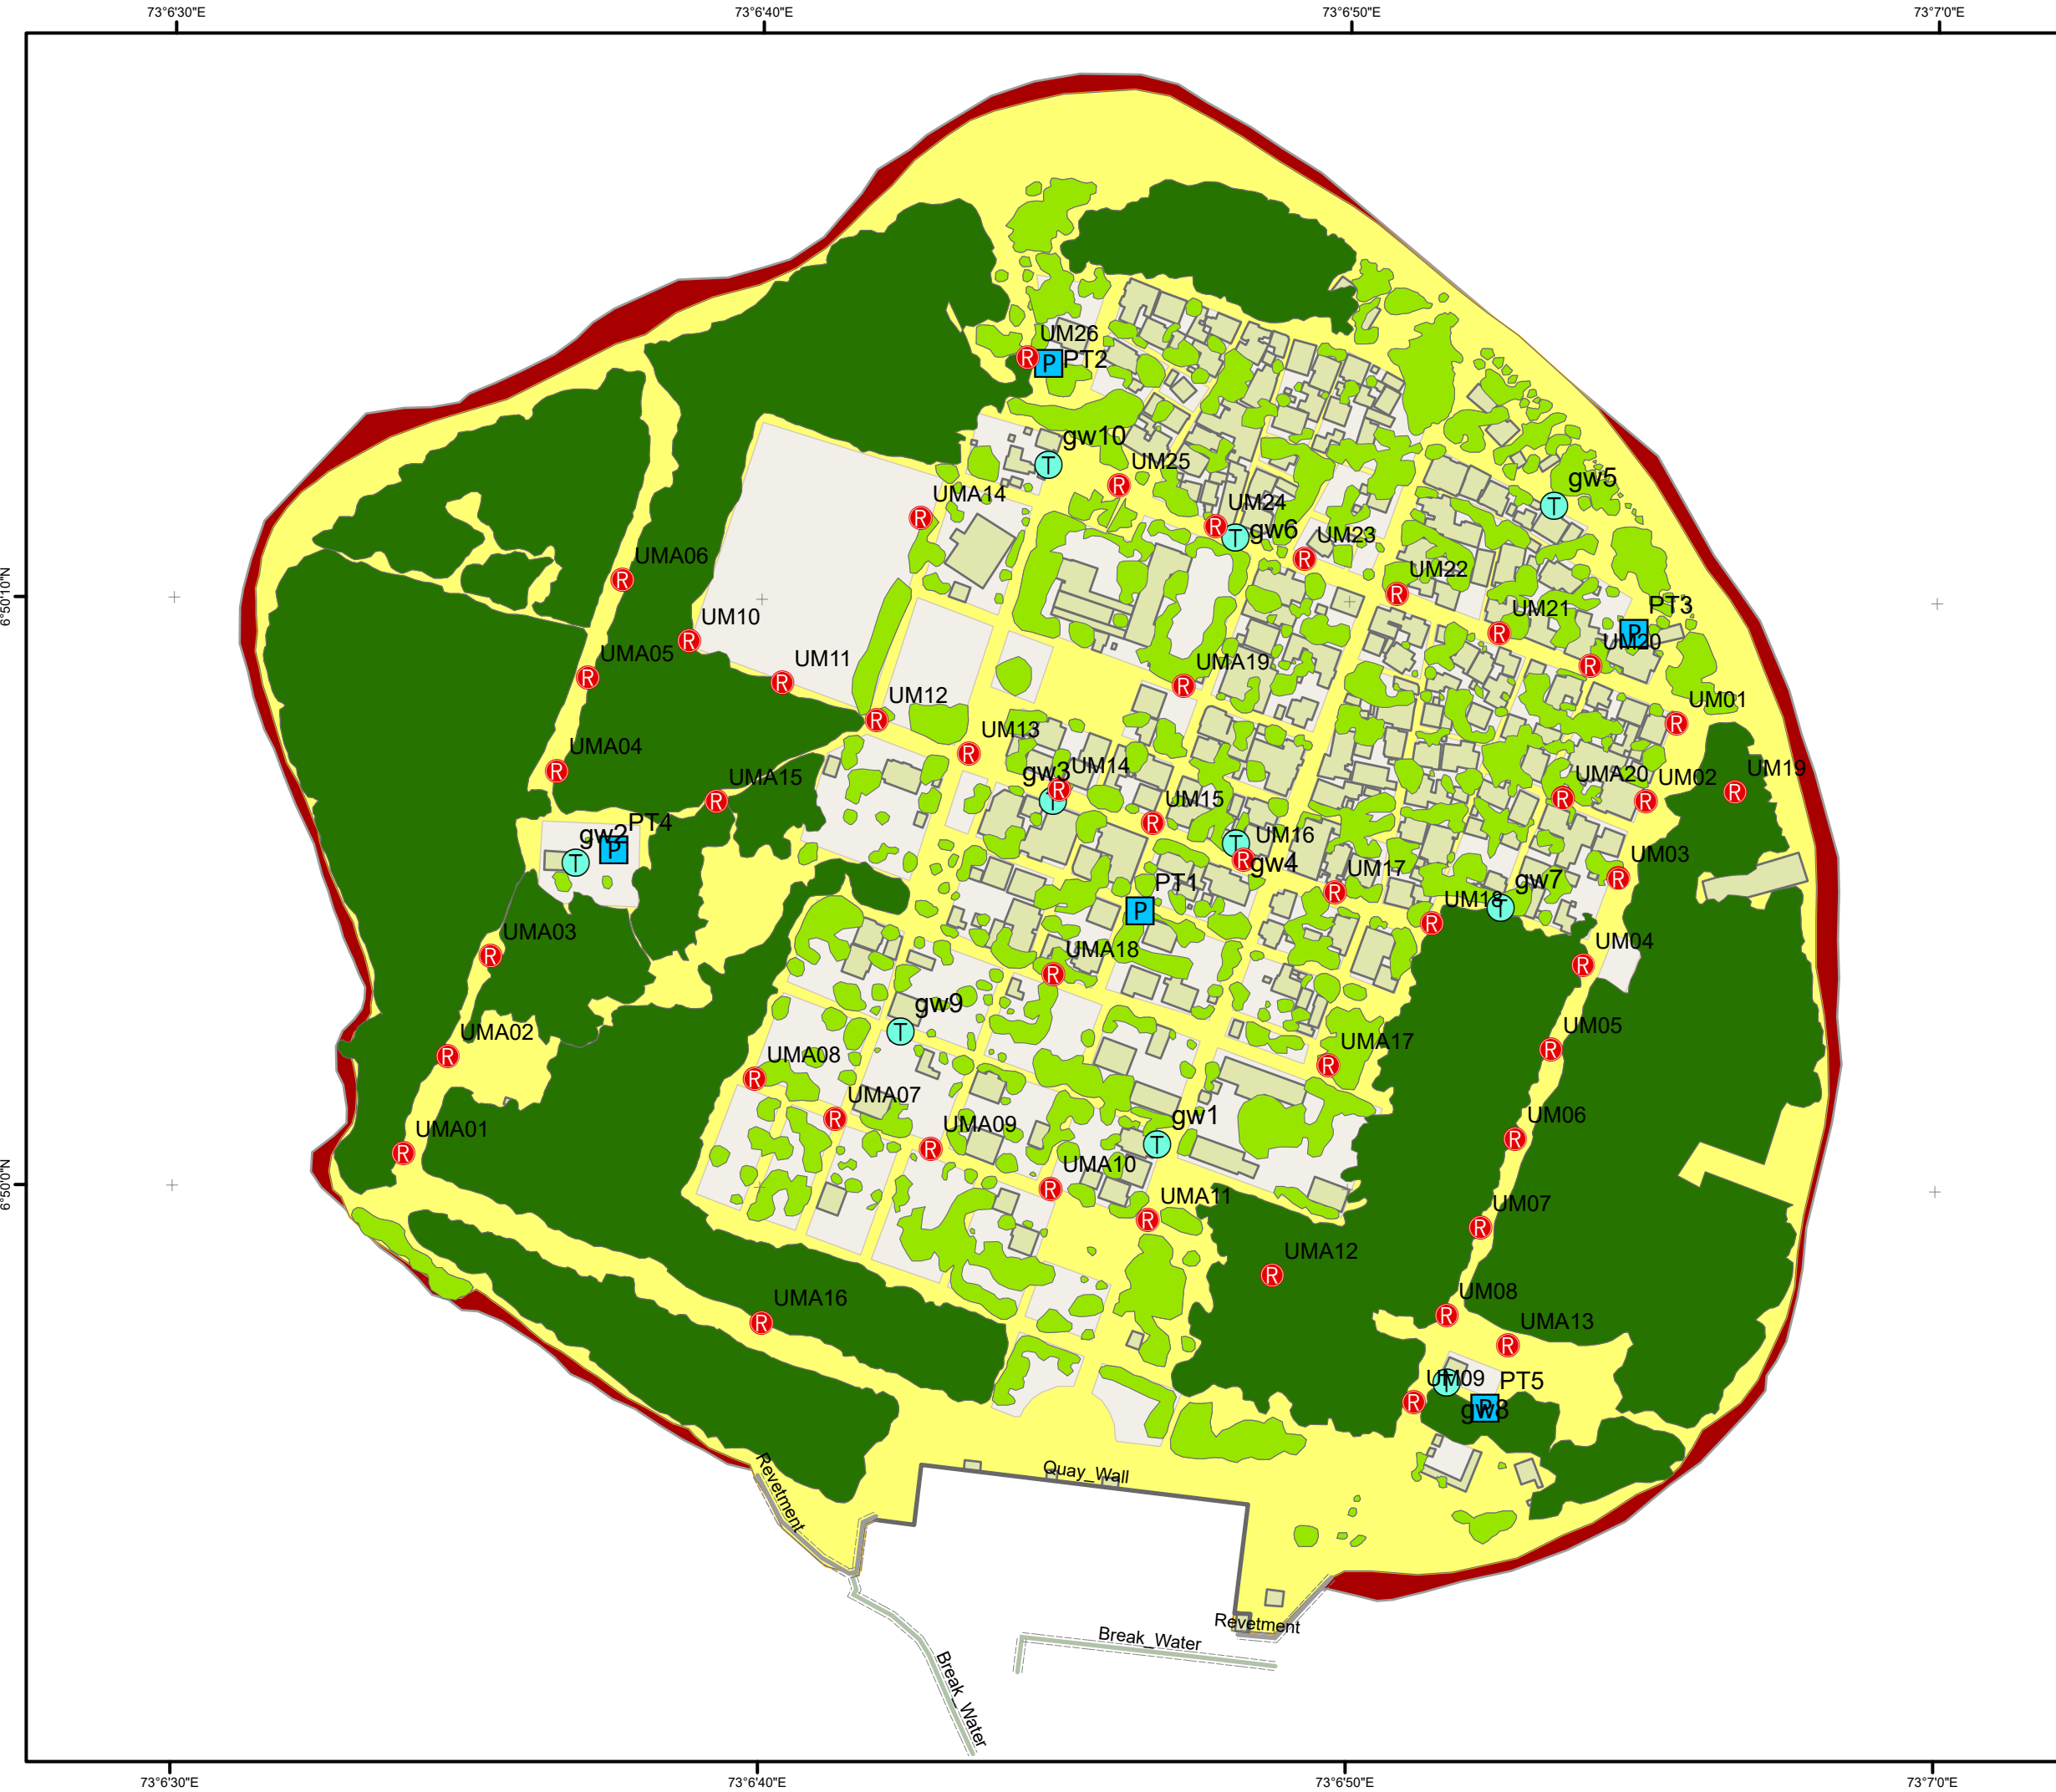 73°6'30"E
73°6'40"E
73°6'50"E
73°7'0"E
UM26
R
P
PT2
gw10
T
UM25
R
gw5
T
UMA14
R
UM24
R
T
gw6
UM23
R
UMA06
R
6°50'10"N
UM22
R
UM21
R
PT3
P
UM20
R
UM10
R
UMA05
R
UM11
R
UMA19
R
UM12
R
UM01
R
UM13
R
UMA04
R
gw3
UM14
R
T
UMA15
R
UMA20
R
UM02
R
UM19
R
UM15
R
gw2
PT4
P
T
T
UM16
R
gw4
UM17
R
UM03
R
gw7
T
UM18
R
PT1
P
UMA03
R
UMA18
R
UM04
R
gw9
T
UMA02
R
UM05
R
UMA08
R
UMA17
R
UMA07
R
gw1
T
UM06
R
UMA01
R
UMA09
R
6°50'0"N
UMA10
R
UMA11
R
UM07
R
UMA12
R
UMA16
R
UM08
R
UMA13
R
UM09
T
R
PT5
P
gw8
Revetment
Quay_Wall
Revetment
Break_Water
Break_Water
73°6'30"E
73°6'40"E
73°6'50"E
73°7'0"E